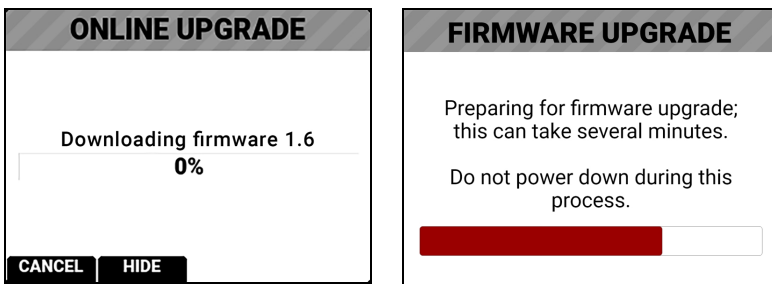 ONLINE UPGRADE
Downloading firmware 1.6
0%
CANCEL
HIDE
FIRMWARE UPGRADE
Preparing for firmware upgrade;
this can take several minutes.
Do not power down during this
process.